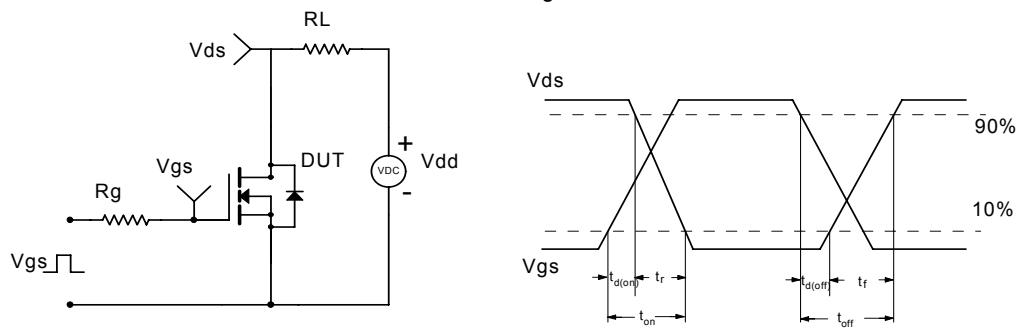 RL
Vds
Vgs
DUT
+
VDC
Vdd
-
Rg
Vgs
Vds
90%
10%
Vgs
td(on)
tr
td(off)
tf
ton
toff